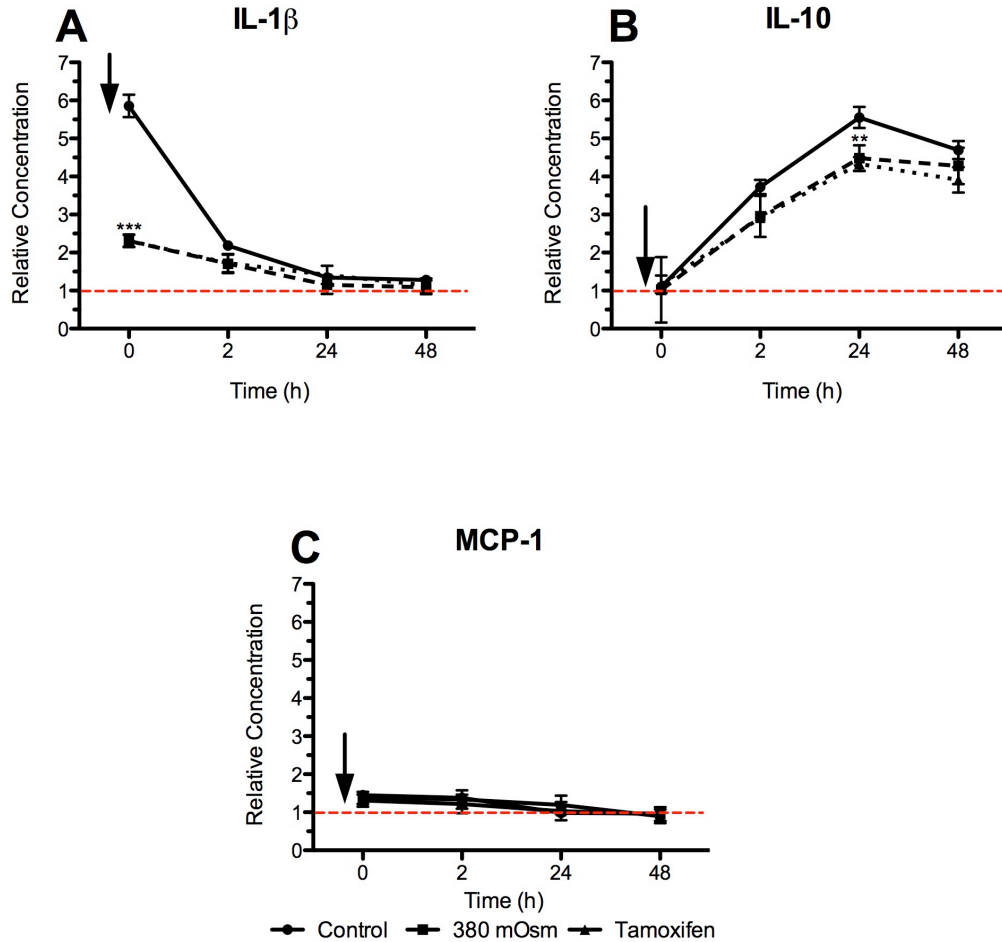 A IL-1β
7
6
5
4
3
2
1
0
Relative Concentration
***
0 2 24 48
Time (h)
B IL-10
7
6
5
4
3
2
1
0
Relative Concentration
**
0 2 24 48
Time (h)
C MCP-1
7
6
5
4
3
2
1
0
Relative Concentration
0 2 24 48
Time (h)
Control 380 mOsm Tamoxifen